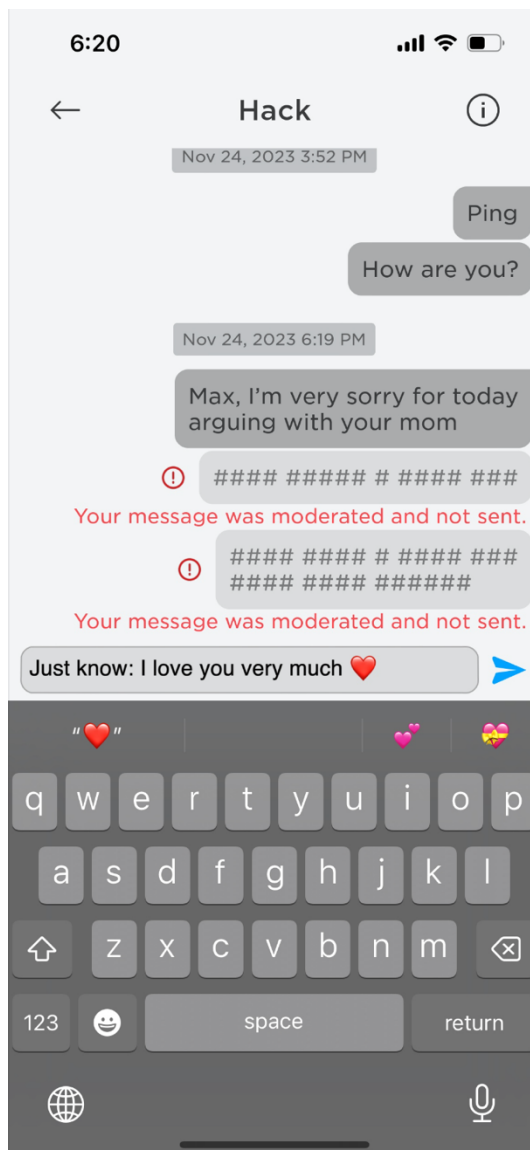 6:20
Hack
Nov 24, 2023 3:52 PM
Ping
How are you?
Nov 24, 2023 6:19 PM
Max, I’m very sorry for today
arguing with your mom
#### ##### # #### ###
Your message was moderated and not sent.
#### #### # #### ###
#### #### ######
Your message was moderated and not sent.
Just know: I love you very much ❤️
“❤️” 💕 💝
q w e r t y u i o p
a s d f g h j k l
z x c v b n m
123 space return